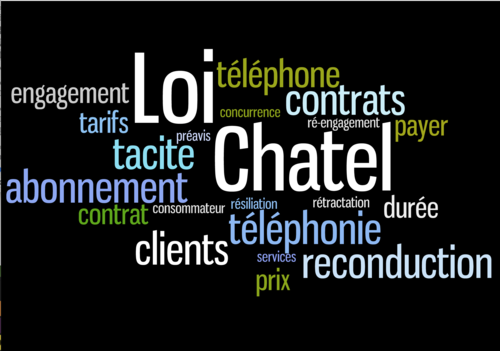 Loi
téléphone
engagement
contrats
concurrence
tarifs
ré-engagement
payer
préavis
Chatel
tacite
abonnement
consommateur
résiliation
rétractation
durée
contrat
téléphonie
clients
services
reconduction
prix